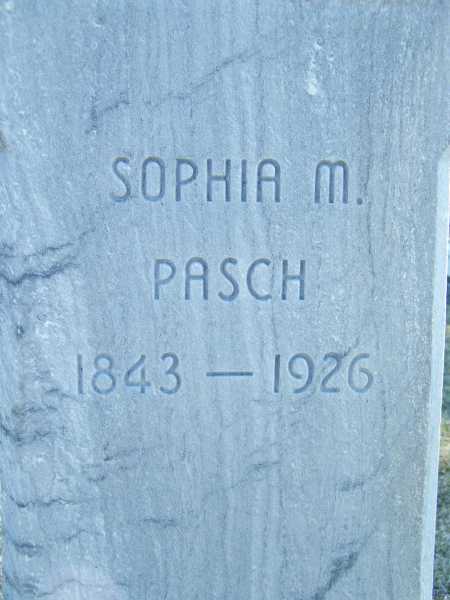 SOPHIA M.
PASCH
1843 — 1926